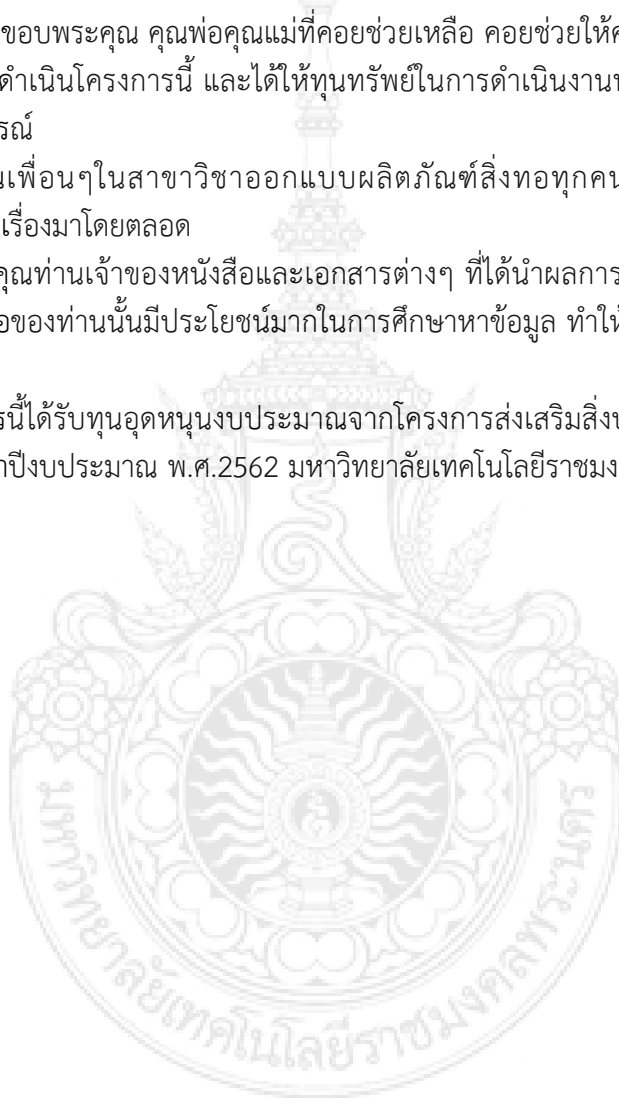 ขอบพระคุณ คุณพ่อคุณแม่ที่คอยช่วยเหลือ คอยช่วยให้
ดำเนินโครงการนี้ และได้ให้ทุนทรัพย์ในการดำเนินงาน
รณ์
เพื่อนๆในสาขาวิชาออกแบบผลิตภัณฑ์สิ่งทอทุกคน
เรื่องมาโดยตลอด
คุณท่านเจ้าของหนังสือและเอกสารต่างๆ ที่ได้นำผลการ
ของท่านนั้นมีประโยชน์มากในการศึกษาหาข้อมูล ทำให้
รนี้ได้รับทุนอุดหนุนงบประมาณจากโครงการส่งเสริมสิ่ง
ปีงบประมาณ พ.ศ.2562 มหาวิทยาลัยเทคโนโลยีราชมง
มหาวิทยาลัยเทคโนโลยีราชมงคลพระนคร